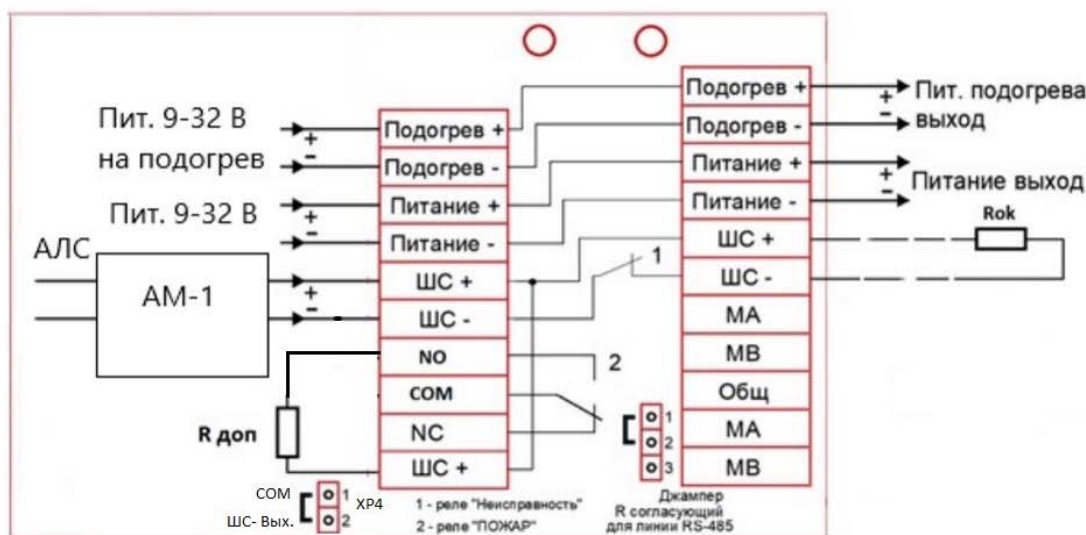 Пит. 9-32 В
на подогрев
+
−
Пит. 9-32 В
+
−
АЛС
АМ-1
+
−
R доп
Подогрев +
Подогрев -
Питание +
Питание -
ШС +
ШС -
NO
COM
NC
ШС +
1
2
Подогрев +
Подогрев -
Питание +
Питание -
ШС +
ШС -
МА
МВ
Общ
МА
МВ
+
−
Пит. подогрева
выход
+
−
Питание выход
Rok
1
2
3
Джампер
R согласующий
для линии RS-485
COM
ШС- Вых.
1
2
XP4
1 - реле "Неисправность"
2 - реле "ПОЖАР"